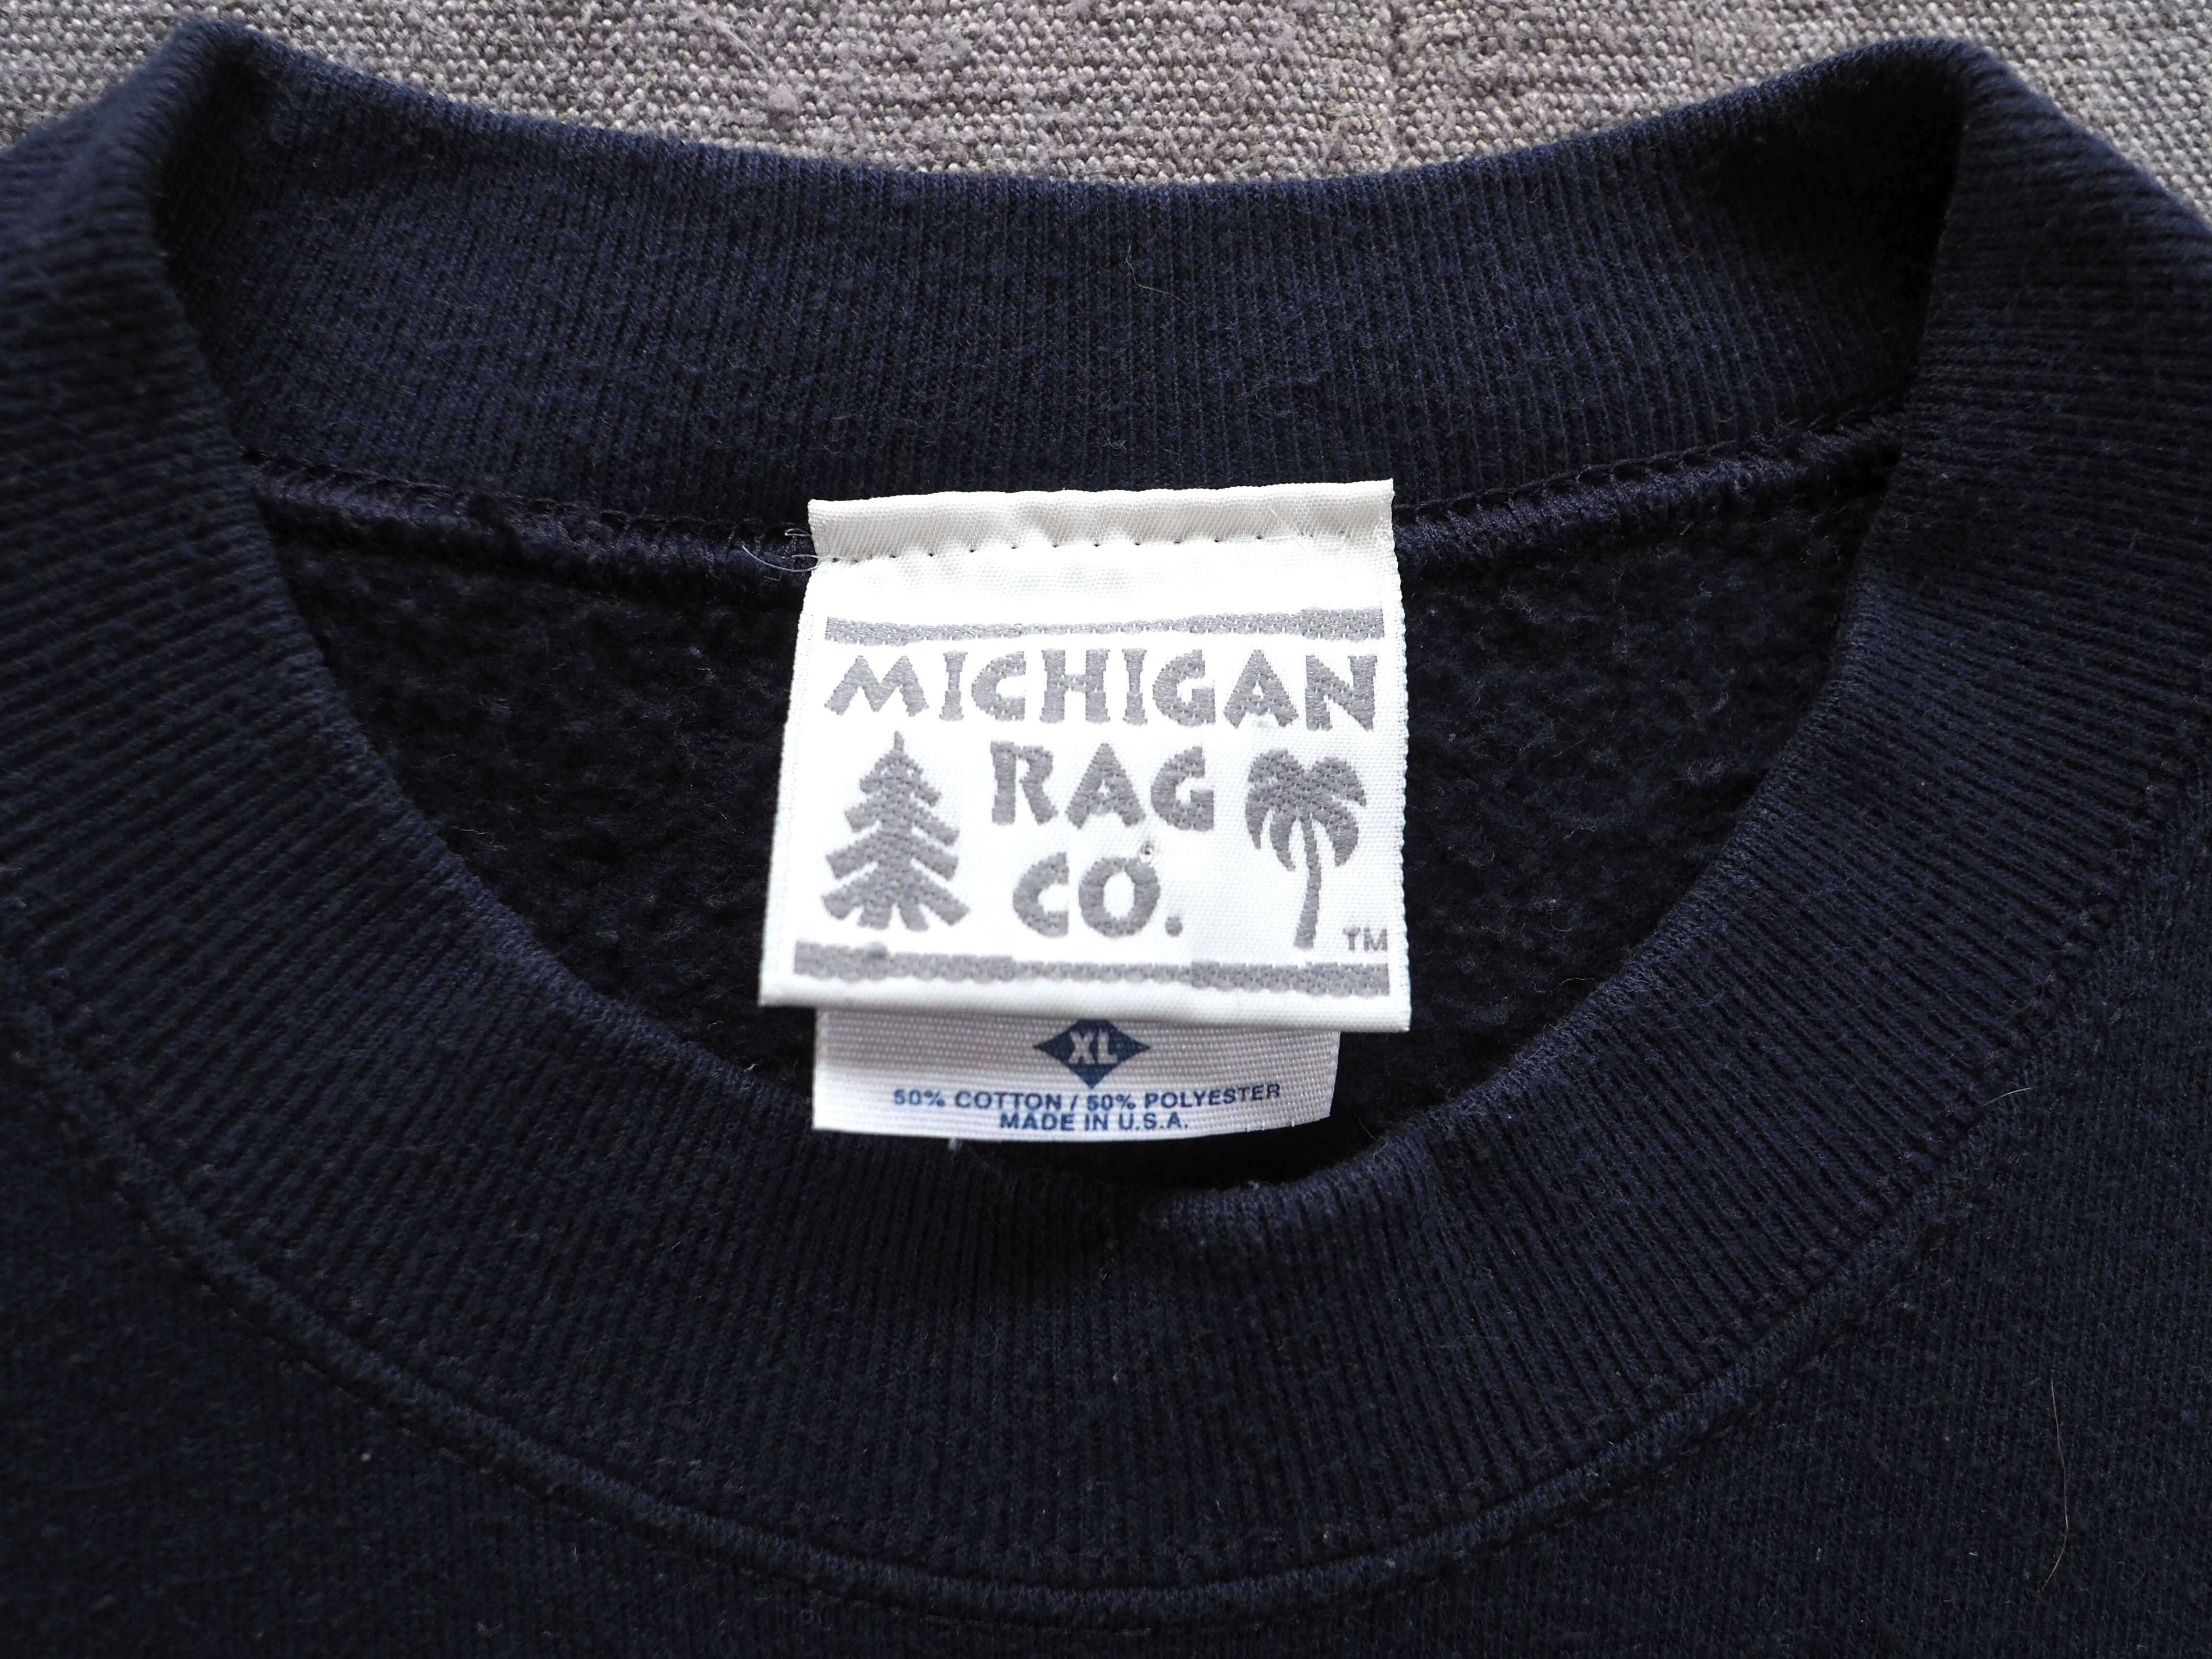 MICHIGAN
RAG
CO.
TM
XL
50% COTTON / 50% POLYESTER
MADE IN U.S.A.